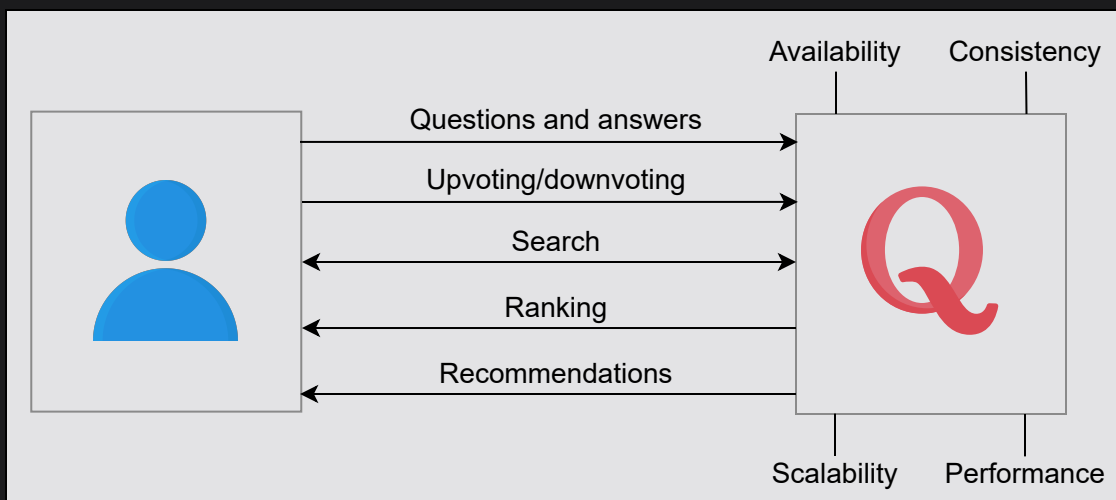 Availability
Consistency
Questions and answers
Upvoting/downvoting
Search
Ranking
Recommendations
Q
Scalability
Performance